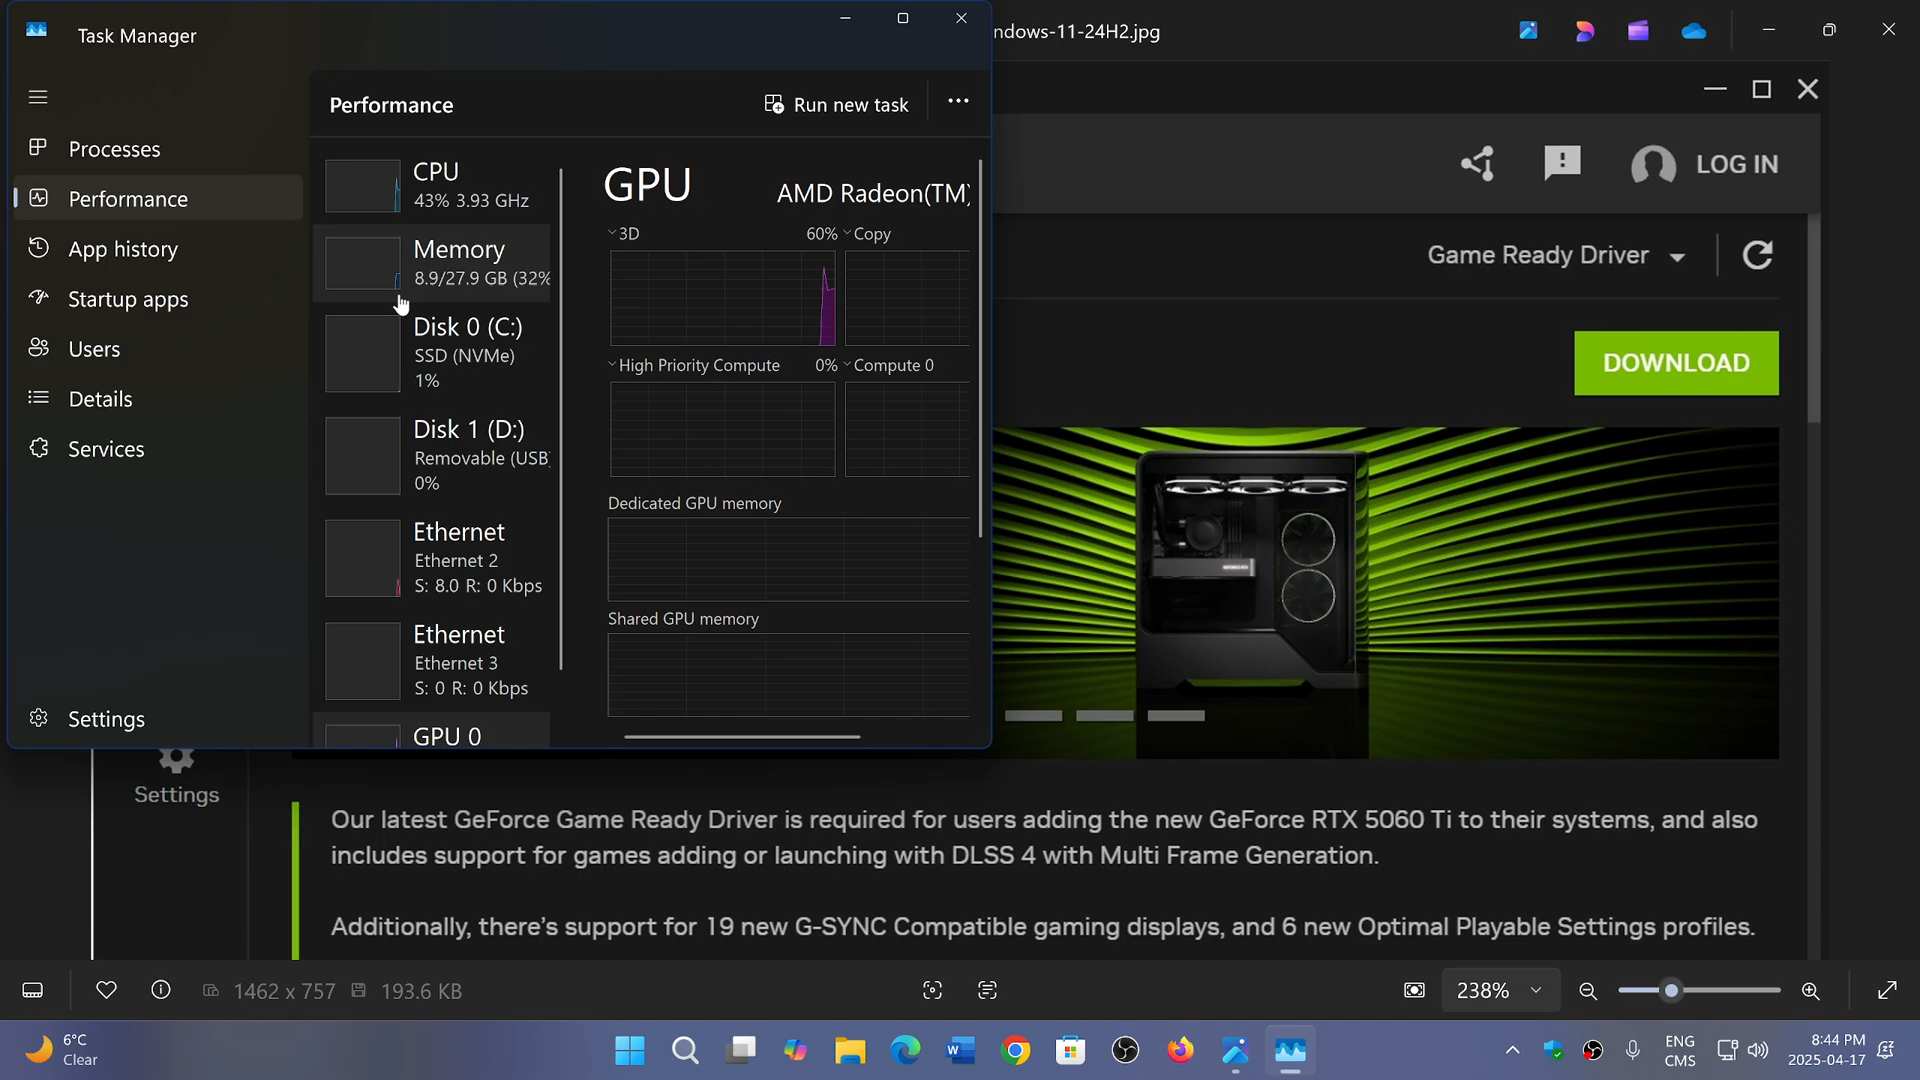 Task Manager
ndows-11-24H2.jpg
Performance
Run new task
Processes
Performance
App history
Startup apps
Users
Details
Services
Settings
CPU
43% 3.93 GHz
Memory
8.9/27.9 GB (32%
Disk 0 (C:)
SSD (NVMe)
1%
Disk 1 (D:)
Removable (USB)
0%
Ethernet
Ethernet 2
S: 8.0 R: 0 Kbps
Ethernet
Ethernet 3
S: 0 R: 0 Kbps
GPU 0
GPU
AMD Radeon(TM)
3D 60% Copy
High Priority Compute 0% Compute 0
Dedicated GPU memory
Shared GPU memory
LOG IN
Game Ready Driver
DOWNLOAD
Settings
Our latest GeForce Game Ready Driver is required for users adding the new GeForce RTX 5060 Ti to their systems, and also
includes support for games adding or launching with DLSS 4 with Multi Frame Generation.
Additionally, there's support for 19 new G-SYNC Compatible gaming displays, and 6 new Optimal Playable Settings profiles.
1462 x 757 193.6 KB
238%
6°C
Clear
ENG
CMS
8:44 PM
2025-04-17